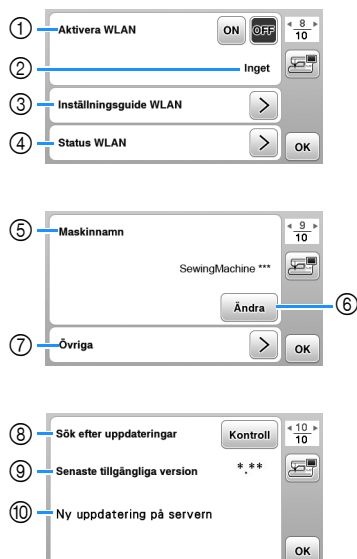 ① Aktivera WLAN ON OFF 8/10
② Inget
③ Inställningsguide WLAN >
④ Status WLAN > OK
⑤ Maskinnamn 9/10
SewingMachine ***
Ändra ⑥
⑦ Övriga > OK
⑧ Sök efter uppdateringar Kontroll 10/10
⑨ Senaste tillgängliga version *.**
⑩ Ny uppdatering på servern
OK